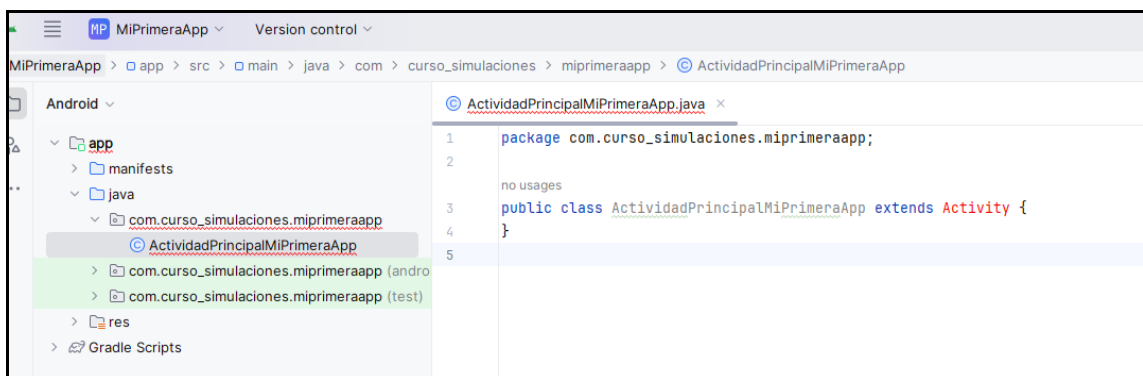 MP MiPrimeraApp Version control
MiPrimeraApp > app > src > main > java > com > curso_simulaciones > miprimeraapp > © ActividadPrincipalMiPrimeraApp
Android
© ActividadPrincipalMiPrimeraApp.java ×
app
manifests
java
com.curso_simulaciones.miprimeraapp
© ActividadPrincipalMiPrimeraApp
com.curso_simulaciones.miprimeraapp (andro
com.curso_simulaciones.miprimeraapp (test)
res
Gradle Scripts
1 package com.curso_simulaciones.miprimeraapp;
2
no usages
3 public class ActividadPrincipalMiPrimeraApp extends Activity {
4 }
5